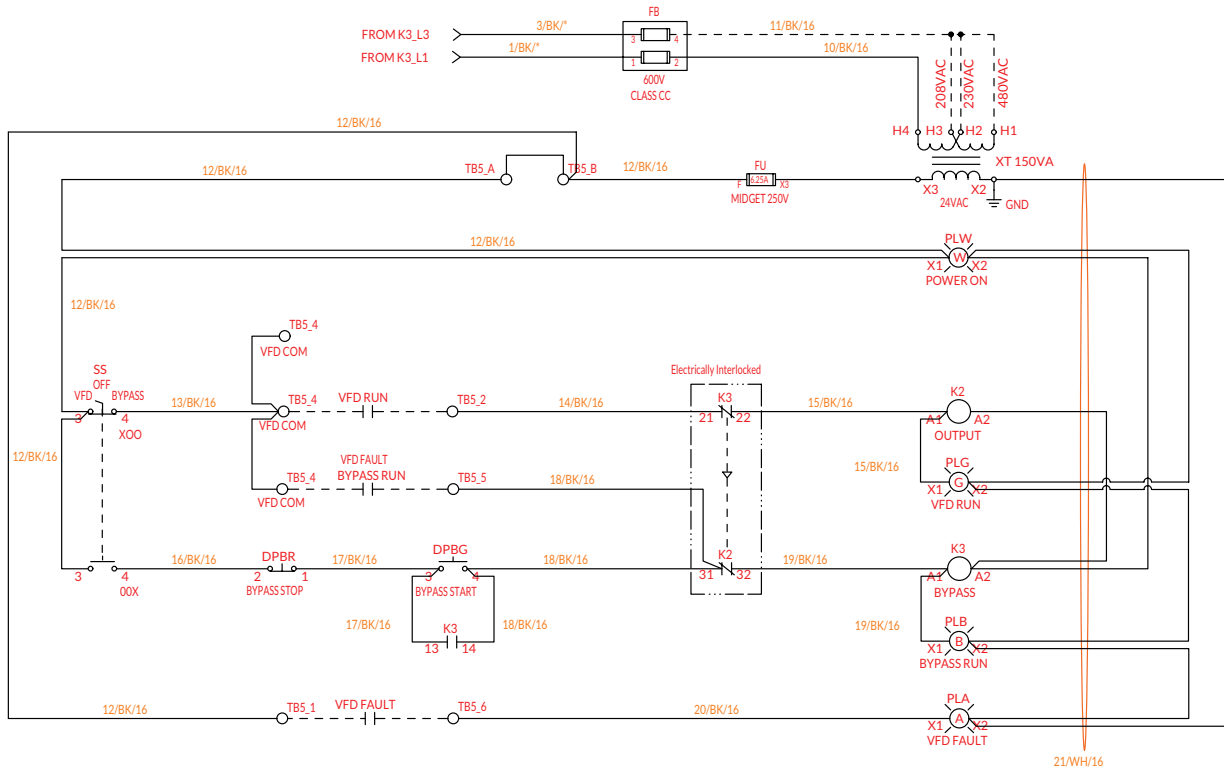 FB
3/BK/*
11/BK/16
FROM K3_L3
3
4
10/BK/16
FROM K3_L1
1
2
600V
CLASS CC
208VAC
230VAC
480VAC
12/BK/16
H4
H3
H2
H1
XT 150VA
12/BK/16
TB5_A
TB5_B
12/BK/16
FU
F
6.25A
X3
MIDGET 250V
X3
X2
24VAC
GND
12/BK/16
PLW
W
X1
X2
POWER ON
12/BK/16
TB5_4
VFD COM
SS
OFF
VFD
BYPASS
Electrically Interlocked
13/BK/16
TB5_4
VFD RUN
TB5_2
14/BK/16
K3
15/BK/16
K2
3
4
XOO
VFD COM
21
22
A1
A2
OUTPUT
12/BK/16
VFD FAULT
BYPASS RUN
15/BK/16
PLG
TB5_4
TB5_5
18/BK/16
G
X1
X2
VFD COM
VFD RUN
16/BK/16
DPBR
17/BK/16
DPBG
18/BK/16
K2
19/BK/16
K3
3
4
2
1
3
4
31
32
A1
A2
OOX
BYPASS STOP
BYPASS START
BYPASS
17/BK/16
K3
18/BK/16
19/BK/16
PLB
13
14
B
X1
X2
BYPASS RUN
12/BK/16
TB5_1
VFD FAULT
TB5_6
20/BK/16
PLA
A
X1
X2
VFD FAULT
21/WH/16